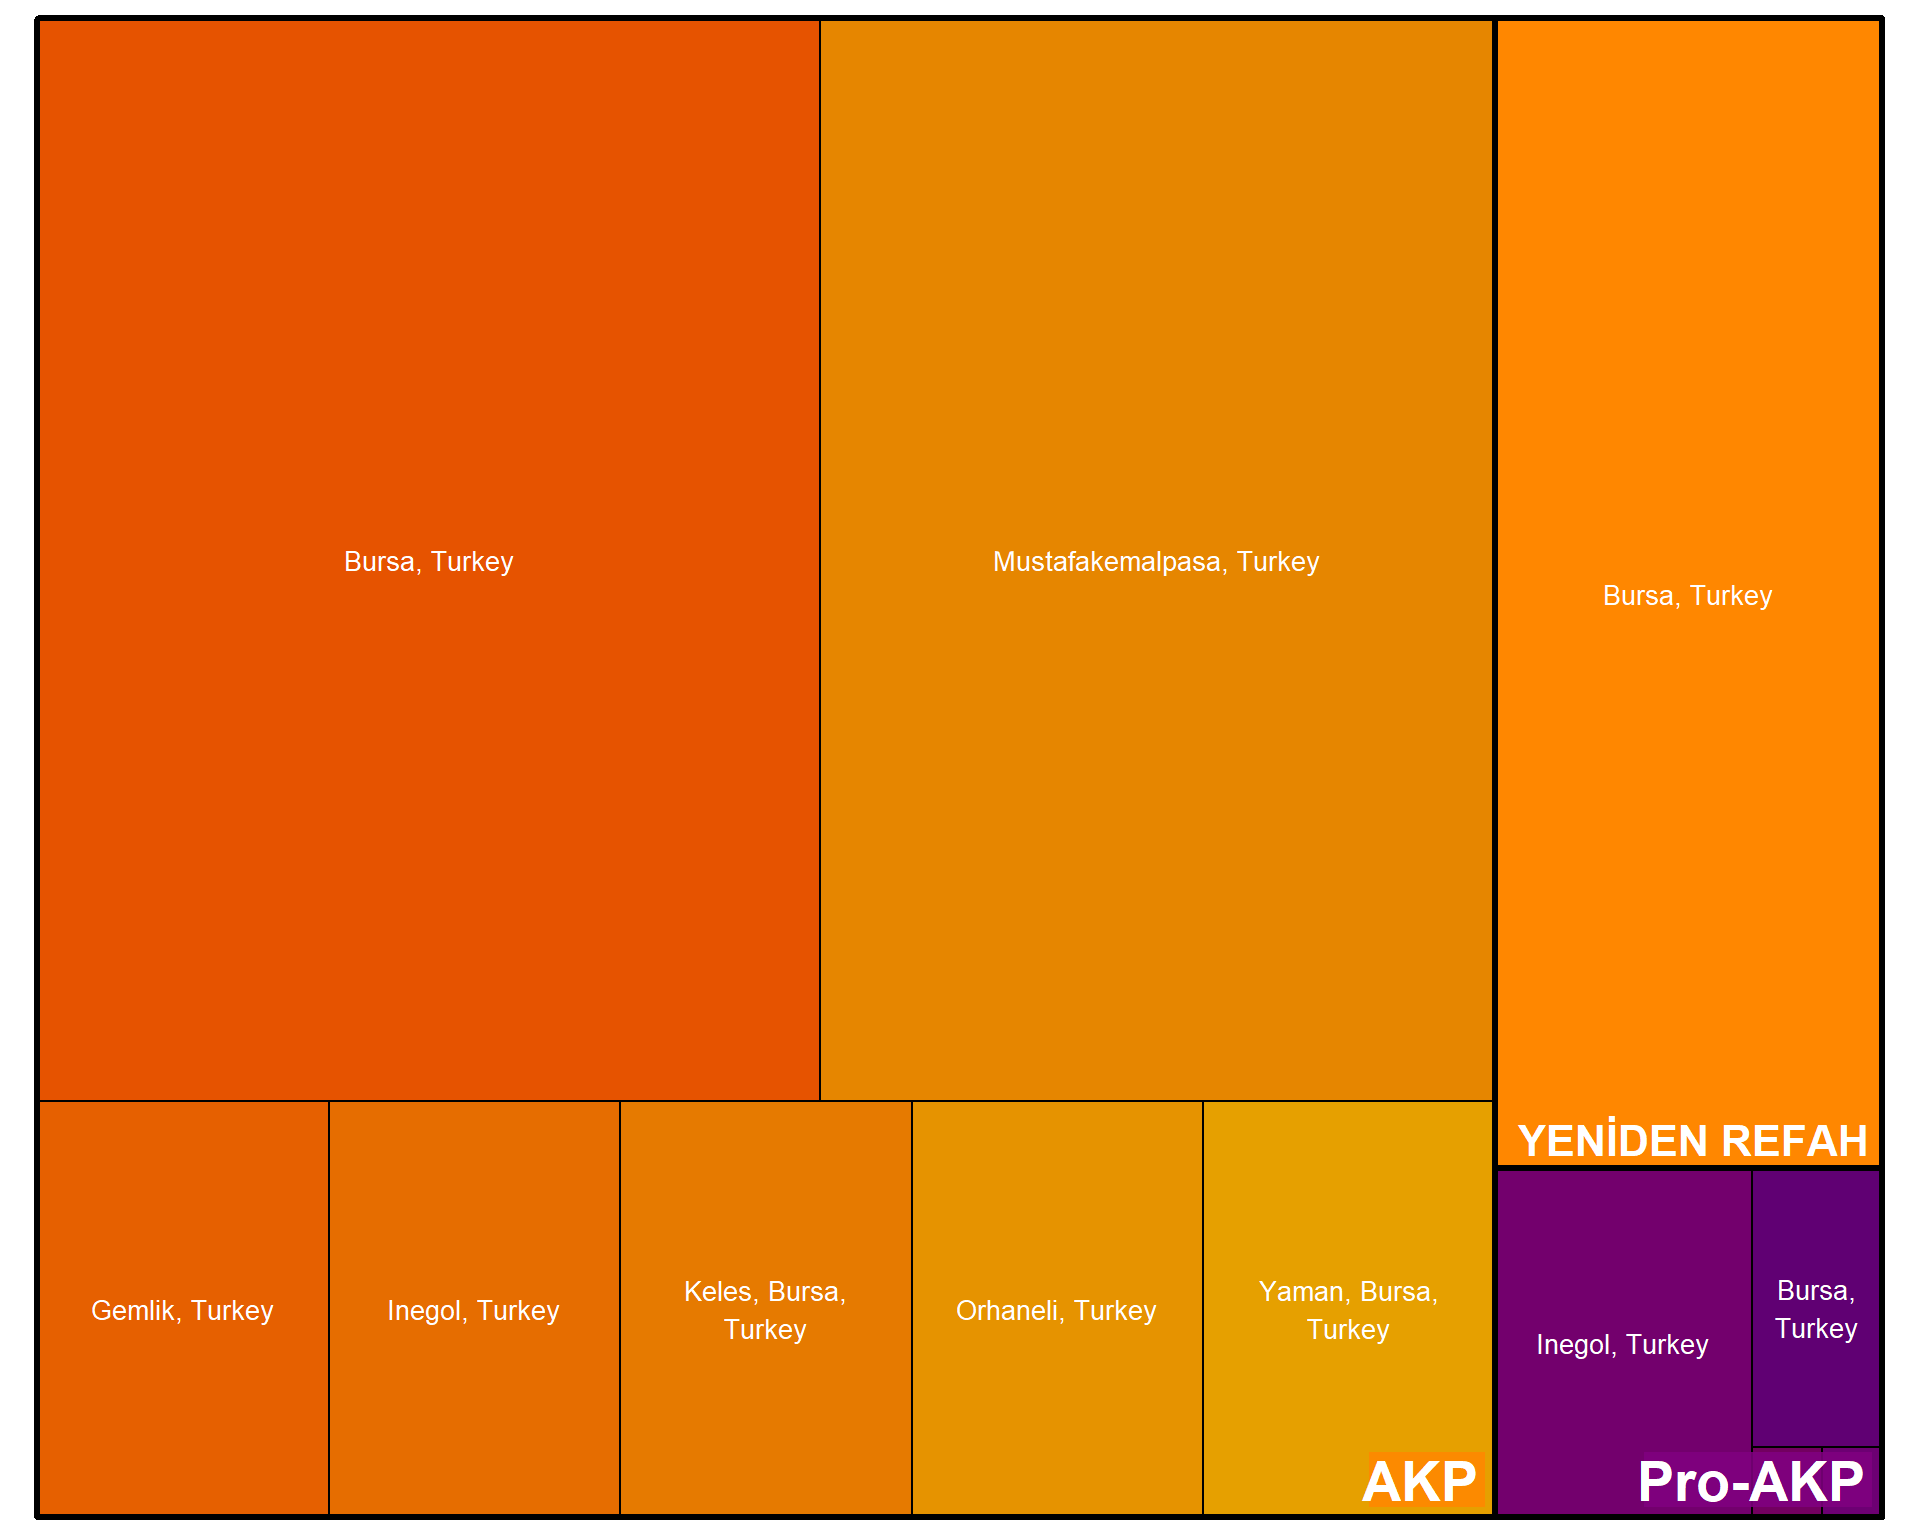 Bursa, Turkey
Mustafakemalpasa, Turkey
Bursa, Turkey
YENİDEN REFAH
Gemlik, Turkey
Inegol, Turkey
Keles, Bursa,
Turkey
Orhaneli, Turkey
Yaman, Bursa,
Turkey
AKP
Inegol, Turkey
Bursa,
Turkey
Pro-AKP